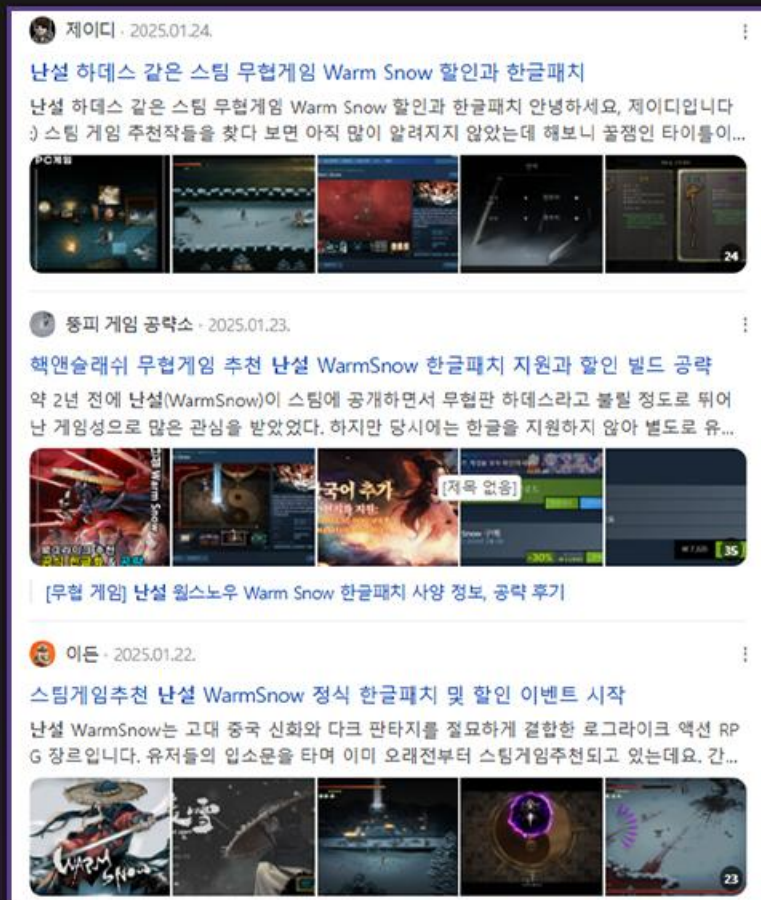 제이디 · 2025.01.24.
난설 하데스 같은 스팀 무협게임 Warm Snow 할인과 한글패치
난설 하데스 같은 스팀 무협게임 Warm Snow 할인과 한글패치 안녕하세요, 제이디입니다
:) 스팀 게임 추천작들을 찾다 보면 아직 많이 알려지지 않았는데 해보니 꿀잼인 타이틀이...
PC게임
24
뚱피 게임 공략소 · 2025.01.23.
핵앤슬래쉬 무협게임 추천 난설 WarmSnow 한글패치 지원과 할인 빌드 공략
약 2년 전에 난설(WarmSnow)이 스팀에 공개하면서 무협판 하데스라고 불릴 정도로 뛰어
난 게임성으로 많은 관심을 받았었다. 하지만 당시에는 한글을 지원하지 않아 별도로 유...
Warm Snow
한국어 추가
[제목 없음]
로그라이크 추천
공식 한글화 & 공략
-30%
35
[무협 게임] 난설 웜스노우 Warm Snow 한글패치 사양 정보, 공략 후기
이든 · 2025.01.22.
스팀게임추천 난설 WarmSnow 정식 한글패치 및 할인 이벤트 시작
난설 WarmSnow는 고대 중국 신화와 다크 판타지를 절묘하게 결합한 로그라이크 액션 RP
G 장르입니다. 유저들의 입소문을 타며 이미 오래전부터 스팀게임추천되고 있는데요. 간...
WARM SNOW
雪
23